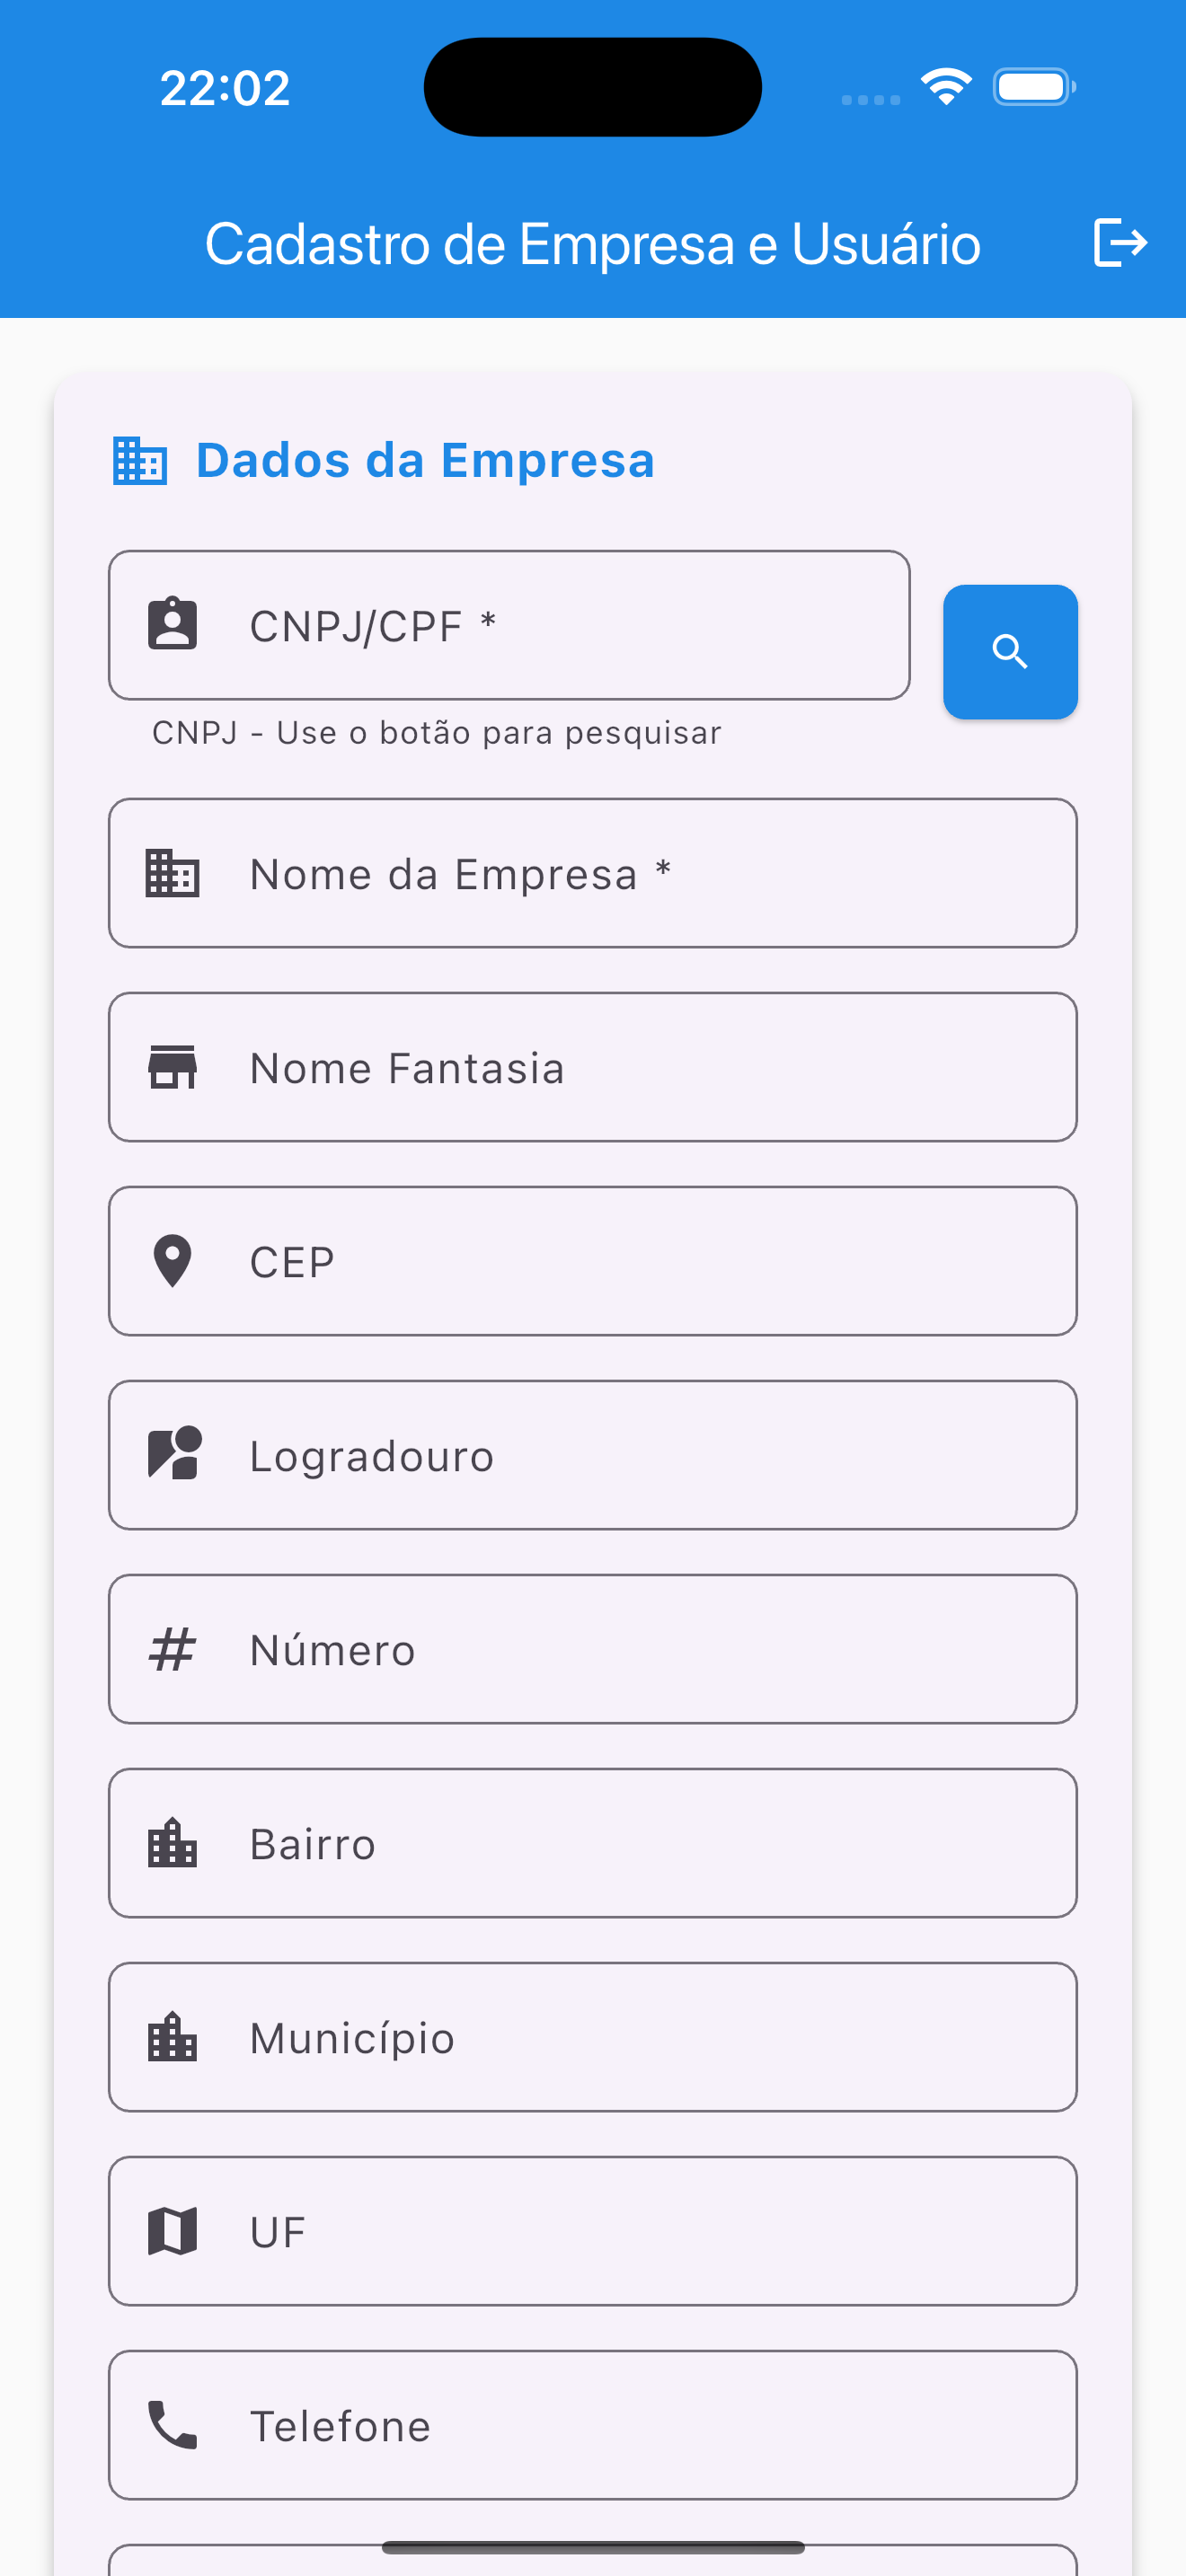 22:02
Cadastro de Empresa e Usuário
Dados da Empresa
CNPJ/CPF *
CNPJ - Use o botão para pesquisar
Nome da Empresa *
Nome Fantasia
CEP
Logradouro
Número
Bairro
Município
UF
Telefone